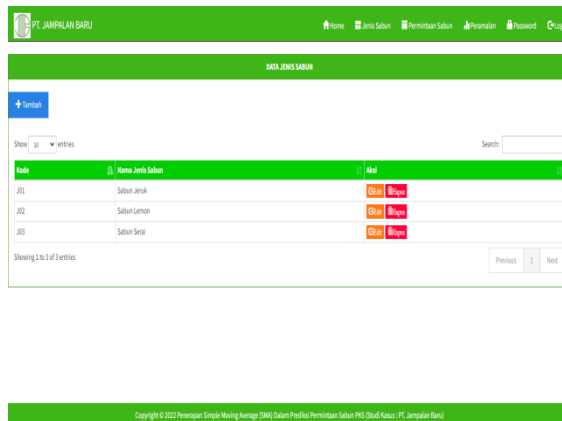 PT. JAMPALAN BARU
Home Jenis Sabun Permintaan Sabun Peramalan Password Log
DATA JENIS SABUN
Tambah
Show 10 entries Search:
Kode Nama Jenis Sabun Aksi
J01 Sabun Jeruk Edit Hapus
J02 Sabun Lemon Edit Hapus
J03 Sabun Serai Edit Hapus
Showing 1 to 3 of 3 entries
Previous 1 Next
Copyright © 2022 Penerapan Simple Moving Average (SMA) Dalam Prediksi Permintaan Sabun PKS (Studi Kasus : PT. Jampalan Baru)